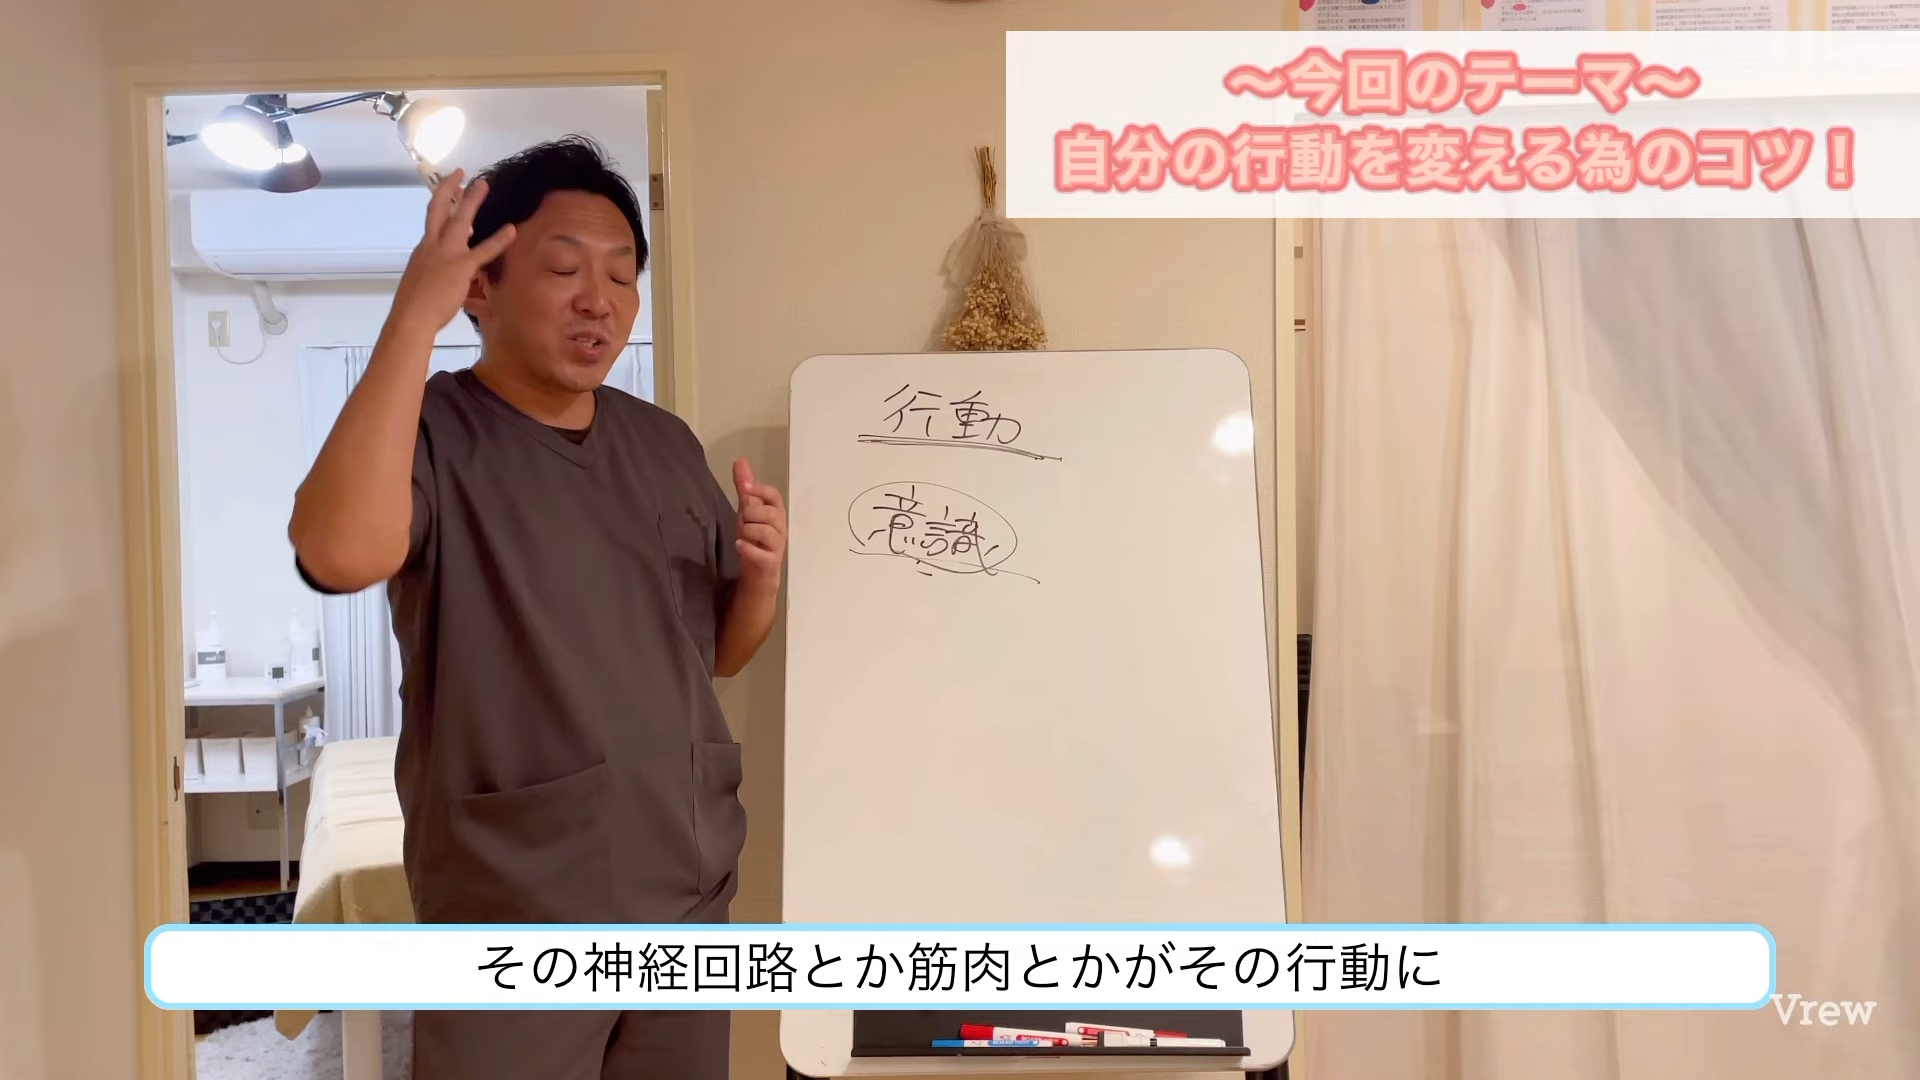 〜今回のテーマ〜
自分の行動を変える為のコツ！
行動
意識
その神経回路とか筋肉とかがその行動に
Vrew